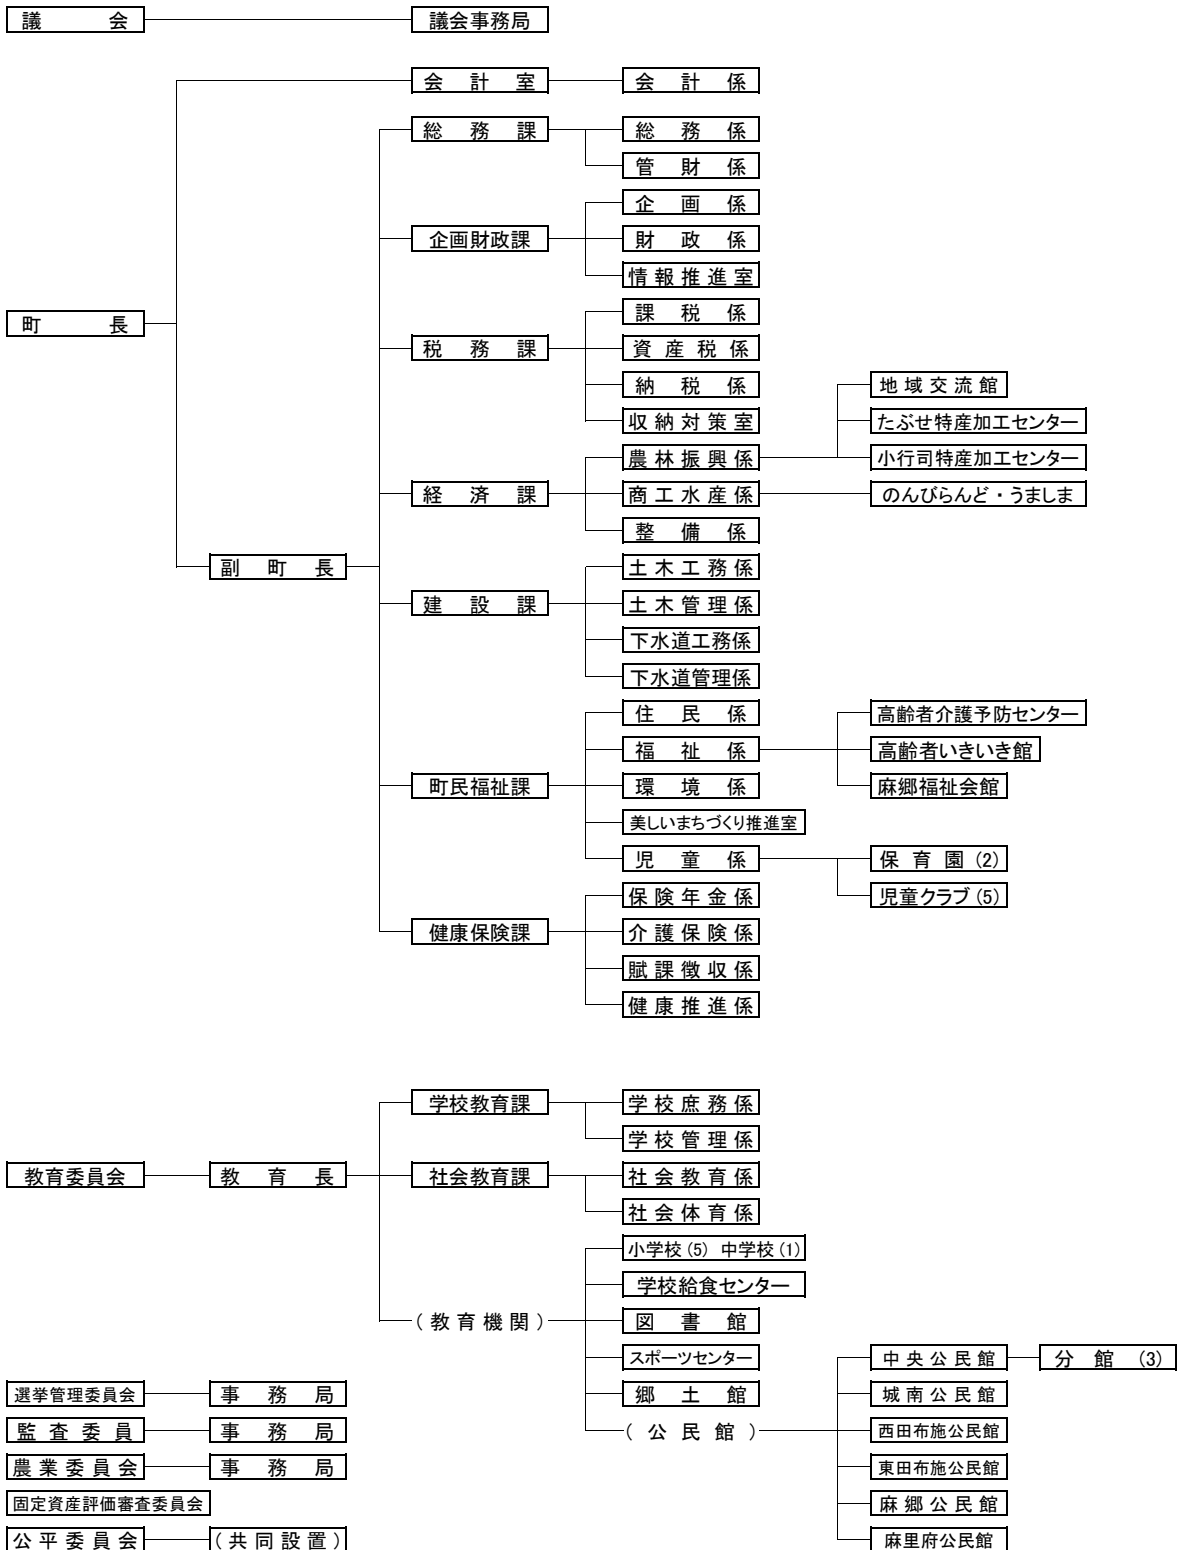 議会 議会事務局
会計室 会計係
総務課 総務係
管財係
企画係
企画財政課 財政係
情報推進室
課税係
町長
税務課 資産税係
納税係 地域交流館
収納対策室 たぶせ特産加工センター
農林振興係 小行司特産加工センター
経済課 商工水産係 のんびらんど・うましま
整備係
副町長 土木工務係
建設課 土木管理係
下水道工務係
下水道管理係
住民係 高齢者介護予防センター
福祉係 高齢者いきいき館
町民福祉課 環境係 麻郷福祉会館
美しいまちづくり推進室
児童係 保育園(2)
保険年金係 児童クラブ(5)
健康保険課 介護保険係
賦課徴収係
健康推進係
学校教育課 学校庶務係
学校管理係
教育委員会 教育長 社会教育課 社会教育係
社会体育係
小学校(5) 中学校(1)
学校給食センター
(教育機関) 図書館
スポーツセンター 中央公民館 分館 (3)
選挙管理委員会 事務局 郷土館 城南公民館
監査委員 事務局 (公民館) 西田布施公民館
農業委員会 事務局 東田布施公民館
固定資産評価審査委員会 麻郷公民館
公平委員会 (共同設置) 麻里府公民館